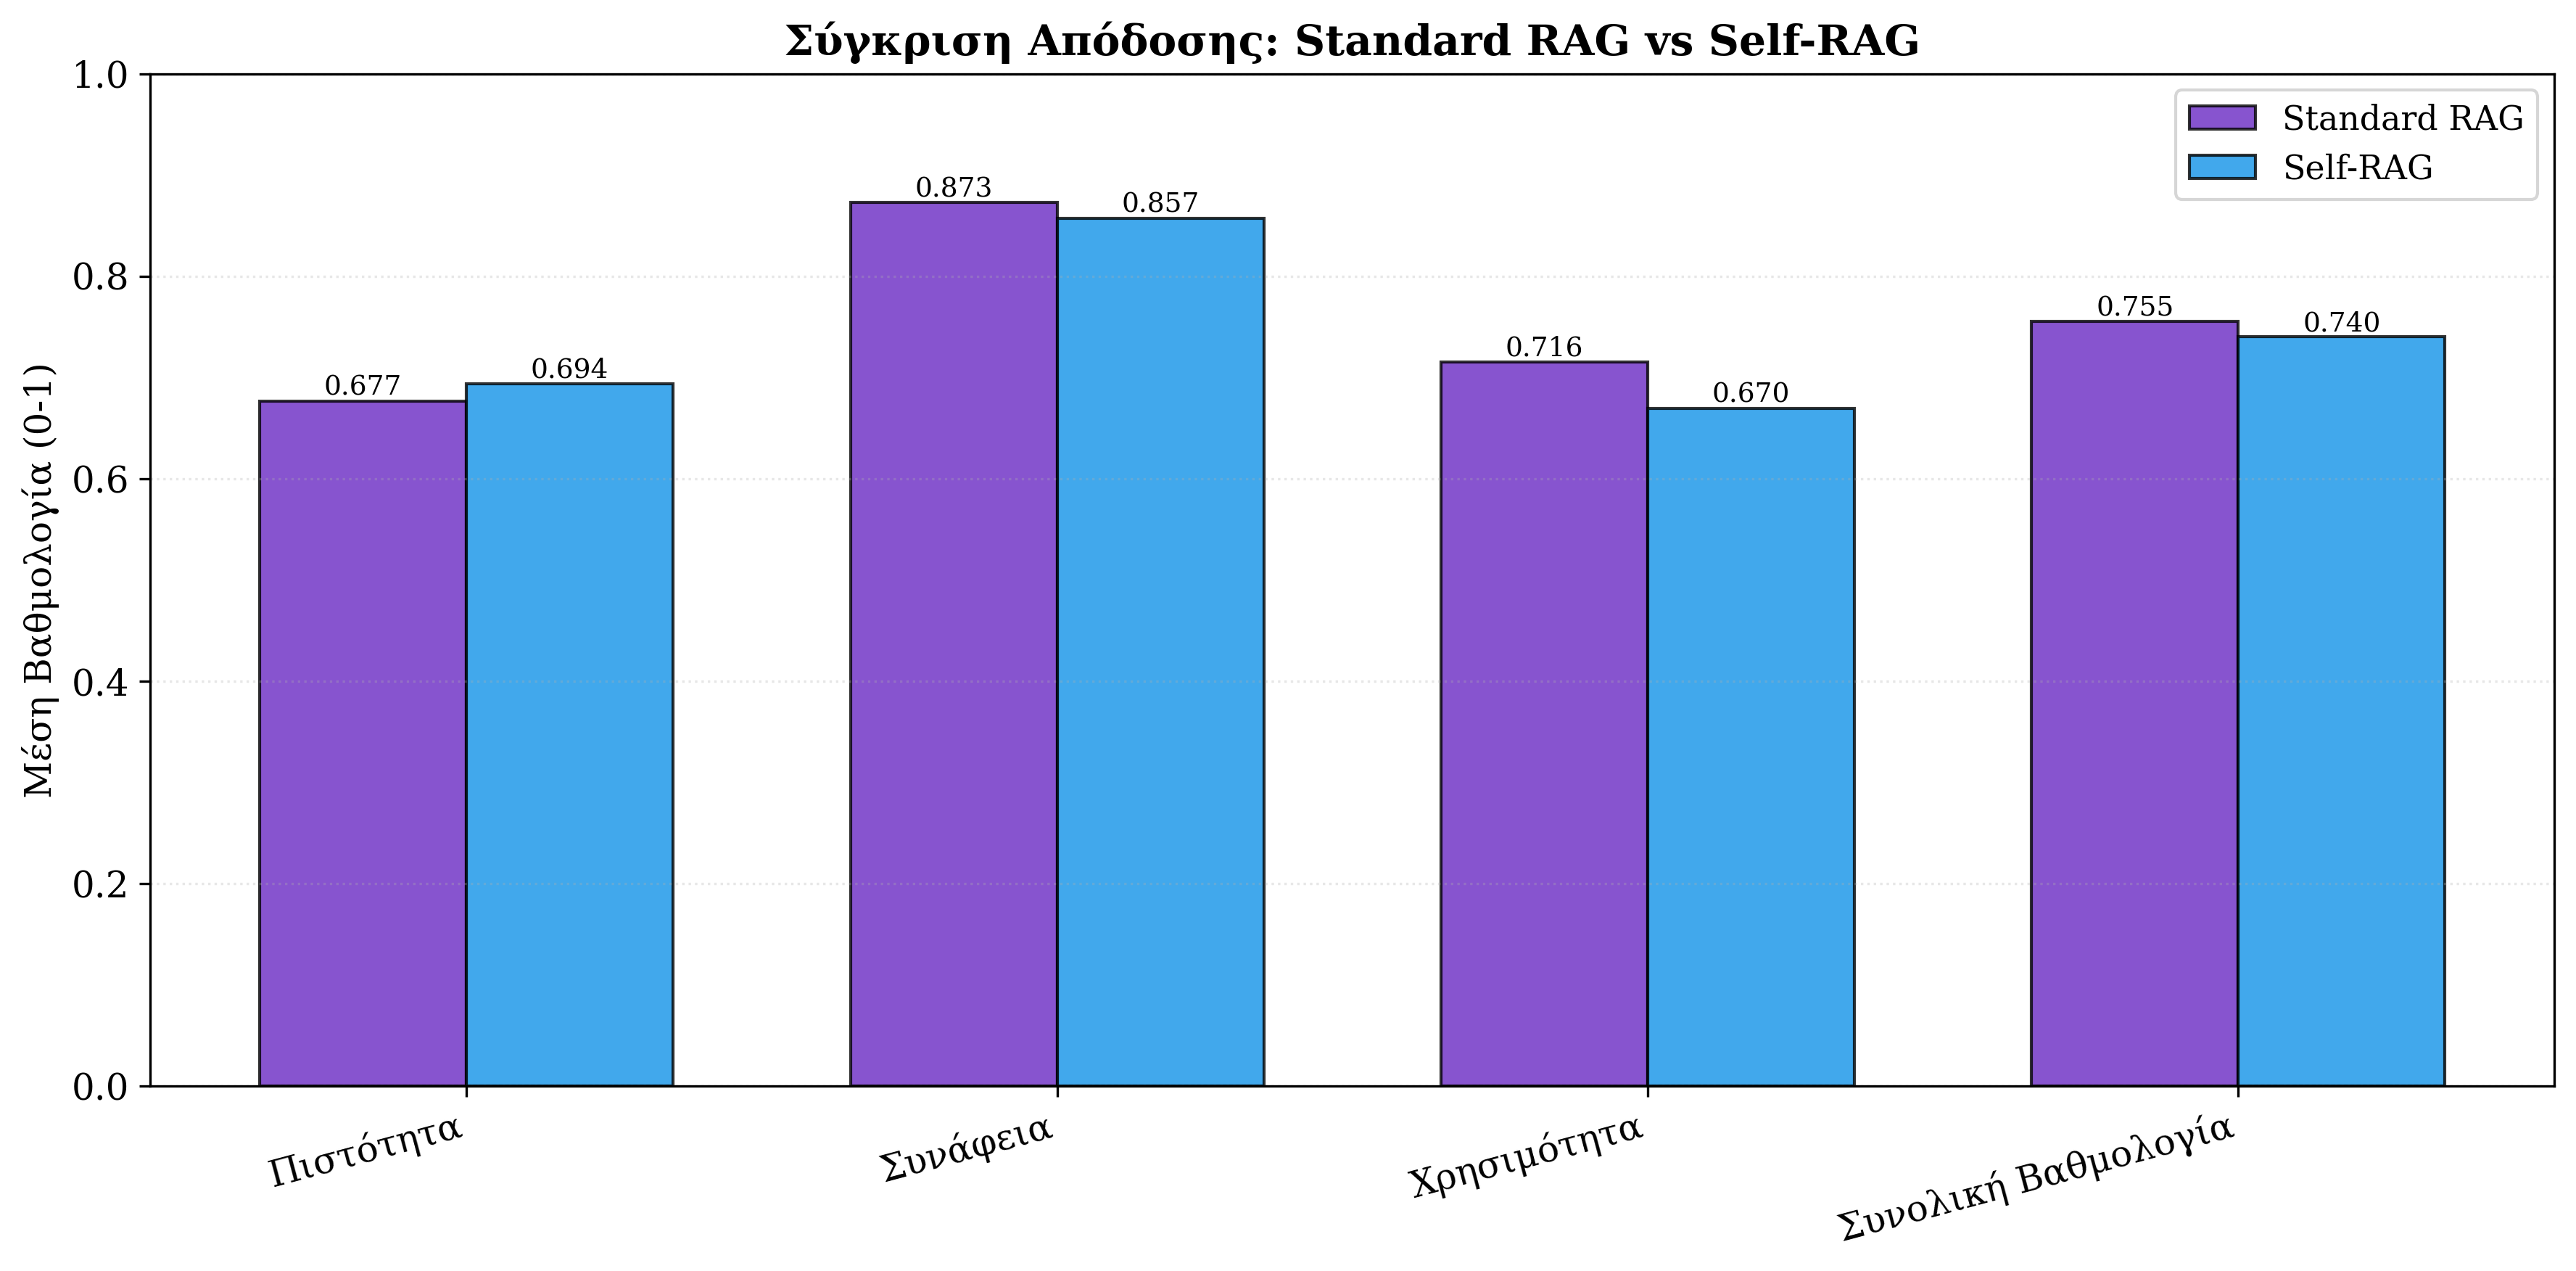 Σύγκριση Απόδοσης: Standard RAG vs Self-RAG
Standard RAG
Self-RAG
Μέση Βαθμολογία (0-1)
1.0
0.8
0.6
0.4
0.2
0.0
0.677
0.694
0.873
0.857
0.716
0.670
0.755
0.740
Πιστότητα
Συνάφεια
Χρησιμότητα
Συνολική Βαθμολογία